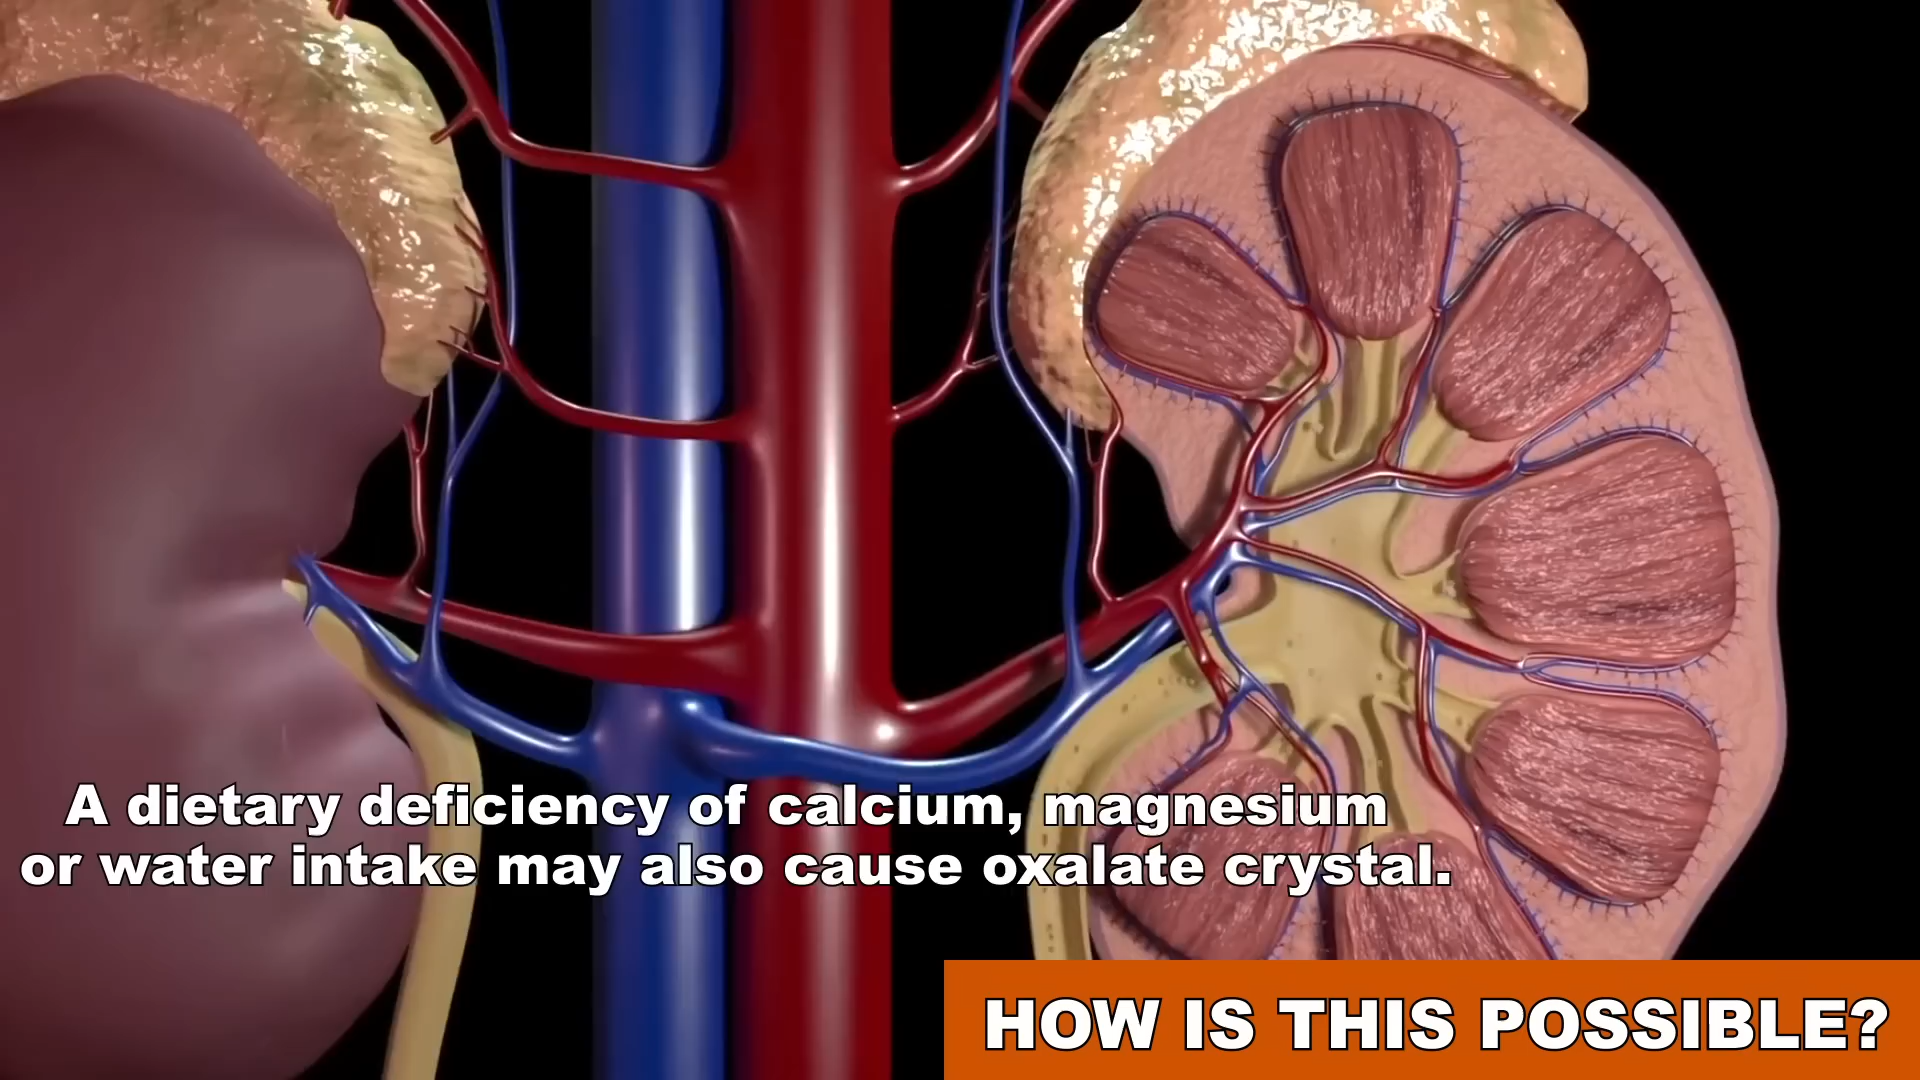 A dietary deficiency of calcium, magnesium
or water intake may also cause oxalate crystal.
HOW IS THIS POSSIBLE?